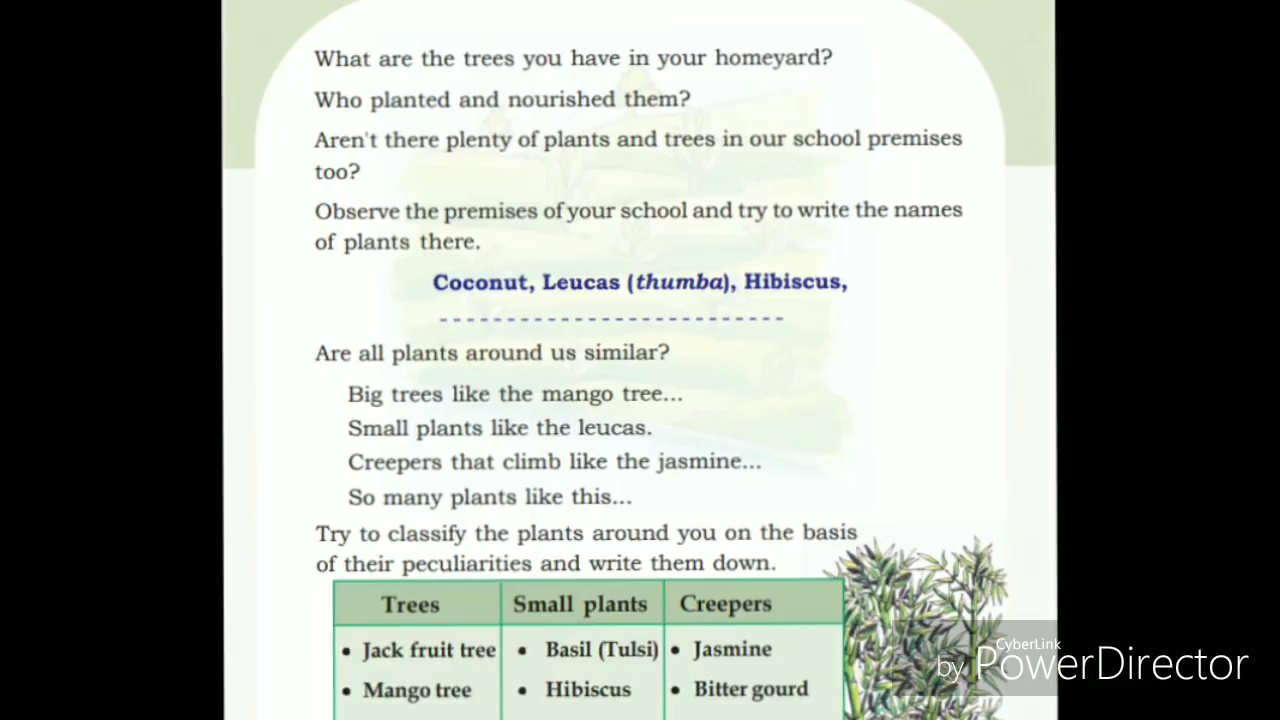 What are the trees you have in your homeyard?
Who planted and nourished them?
Aren't there plenty of plants and trees in our school premises
too?
Observe the premises of your school and try to write the names
of plants there.
Coconut, Leucas (thumba), Hibiscus,
-------------------------
Are all plants around us similar?
Big trees like the mango tree...
Small plants like the leucas.
Creepers that climb like the jasmine...
So many plants like this...
Try to classify the plants around you on the basis
of their peculiarities and write them down.
Trees Small plants Creepers
• Jack fruit tree • Basil (Tulsi) • Jasmine
• Mango tree • Hibiscus • Bitter gourd
CyberLink
by PowerDirector